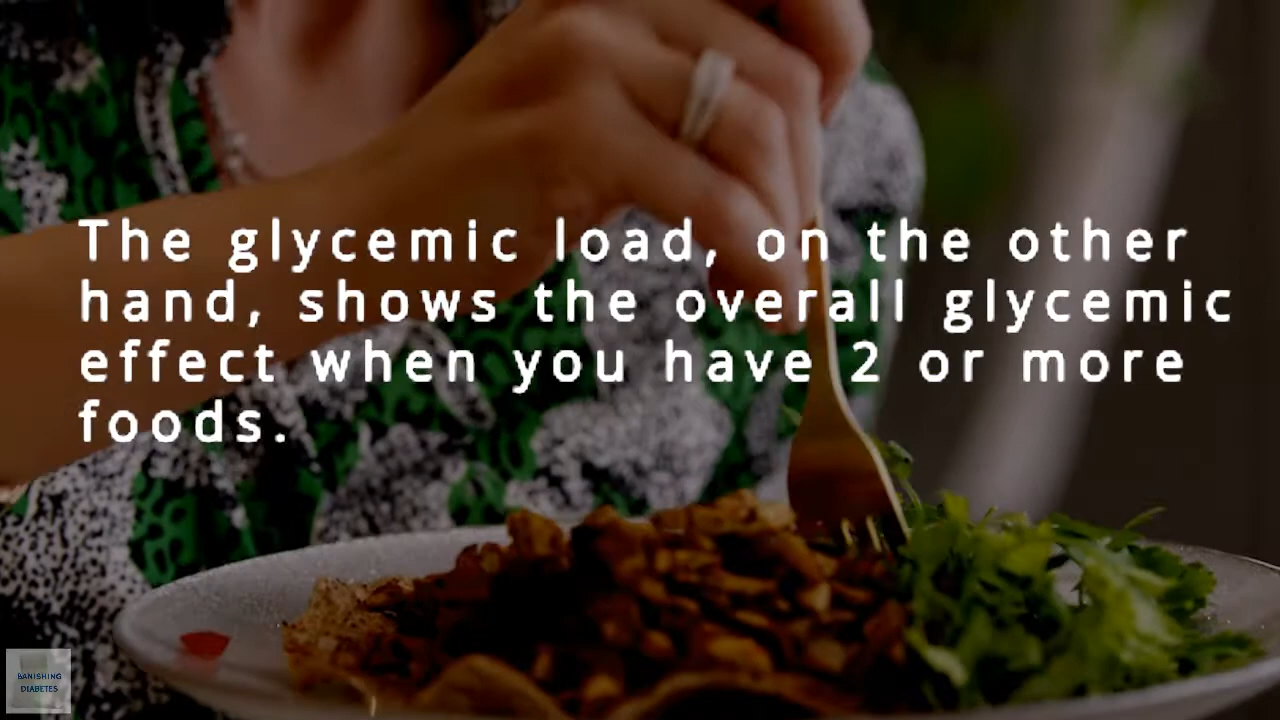 The glycemic load, on the other
hand, shows the overall glycemic
effect when you have 2 or more
foods.
BANISHING
DIABETES